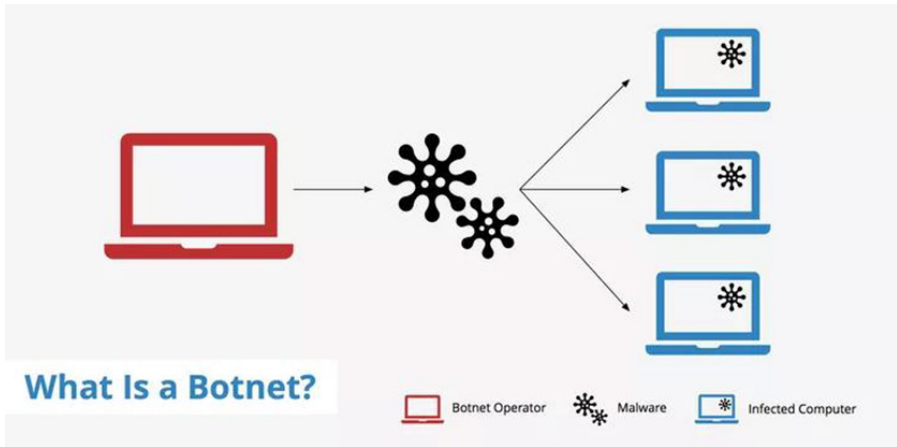 What Is a Botnet?
Botnet Operator
Malware
Infected Computer